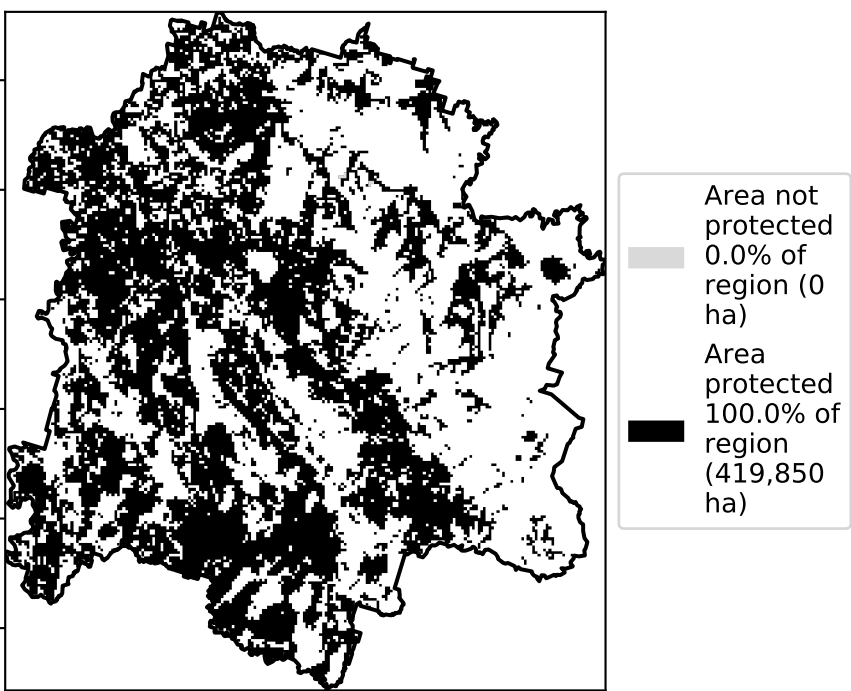 Area not
protected
0.0% of
region (0
ha)
Area
protected
100.0% of
region
(419,850
ha)